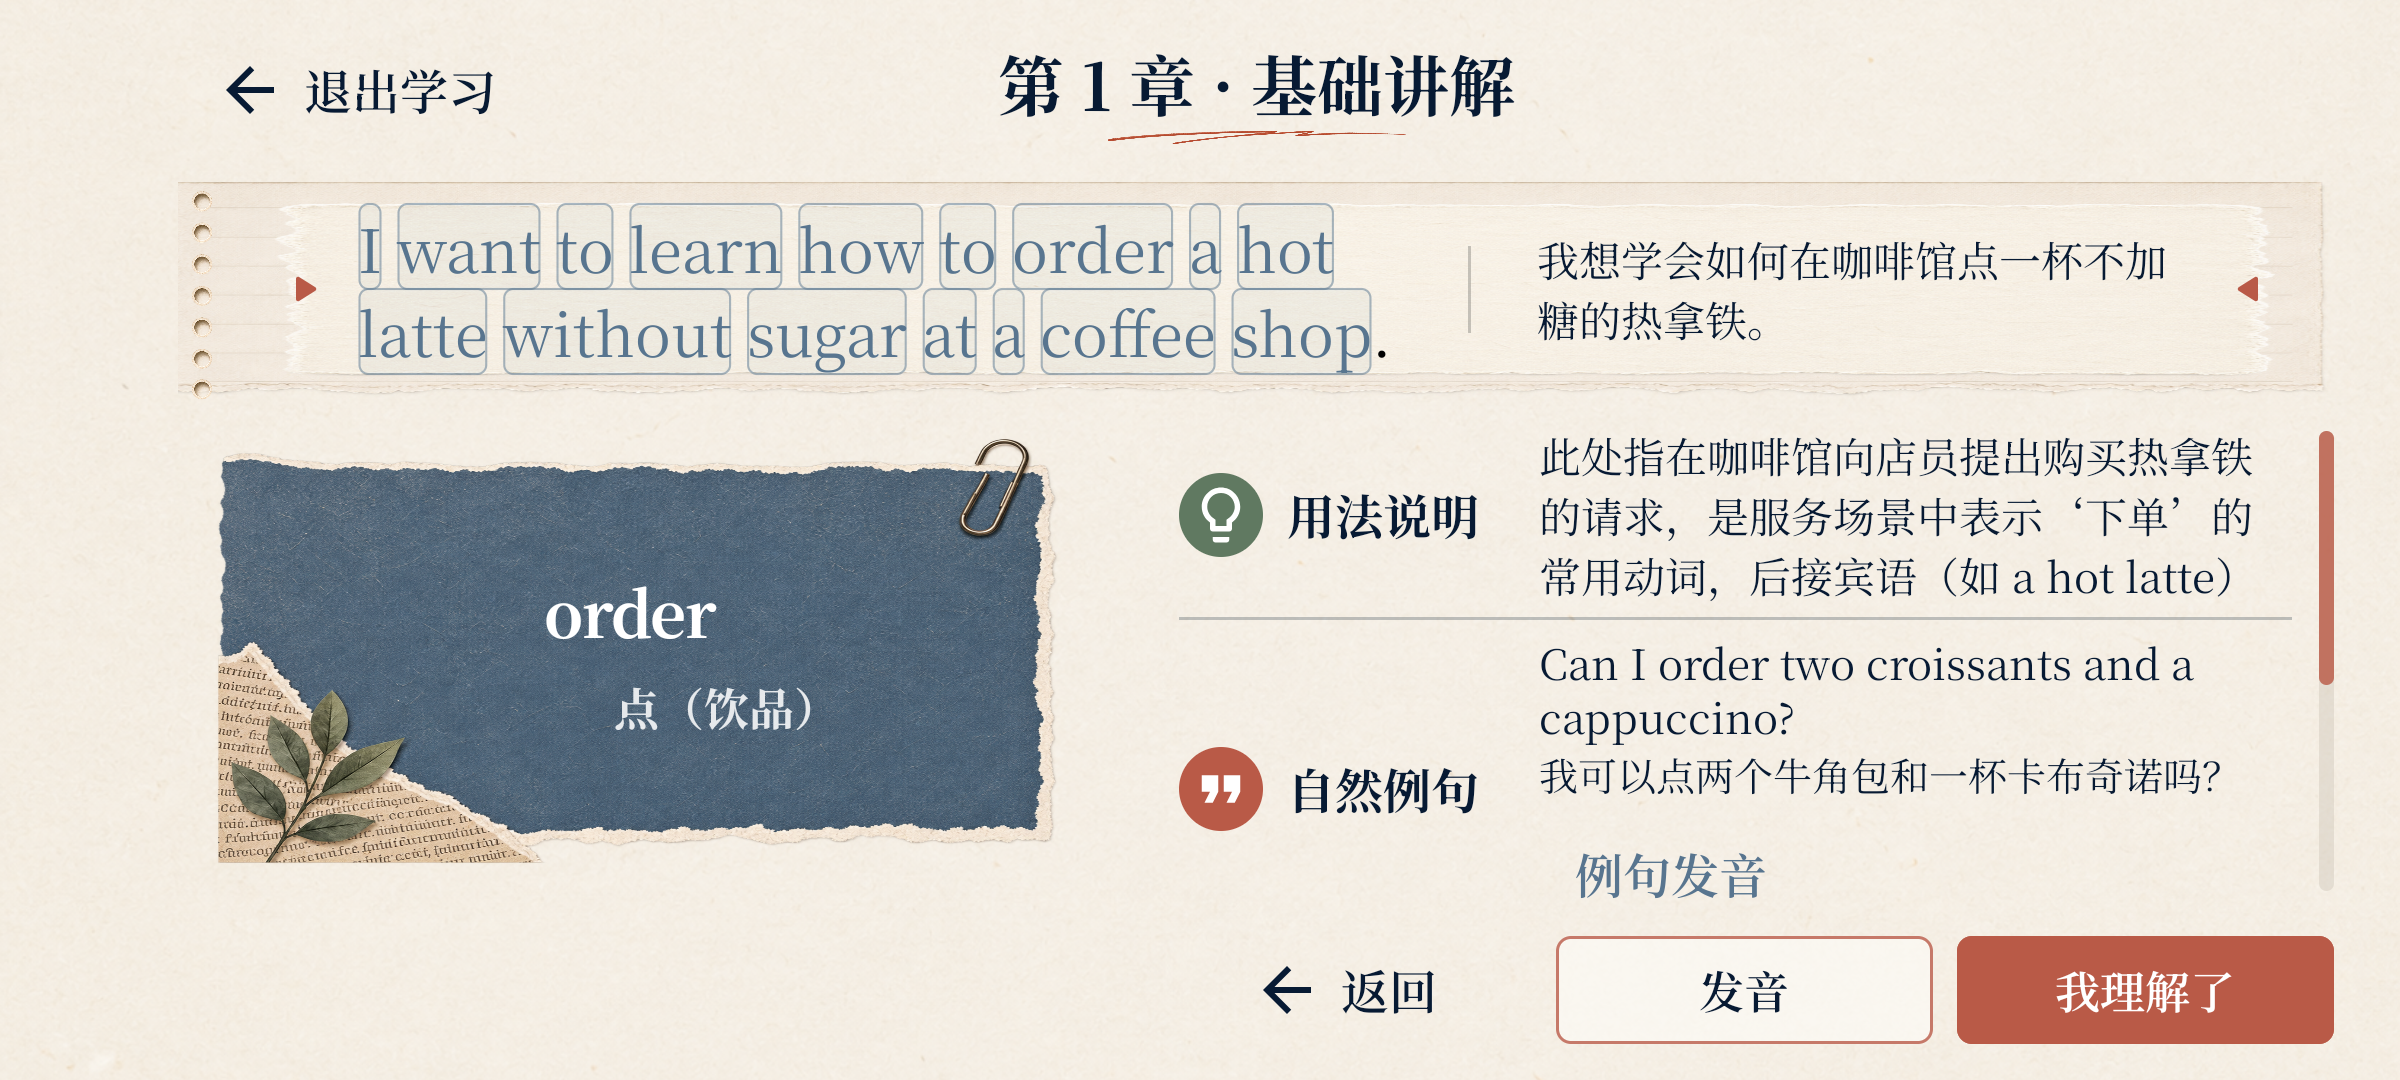 退出学习
第 1 章 · 基础讲解
I want to learn how to order a hot
latte without sugar at a coffee shop.
我想学会如何在咖啡馆点一杯不加
糖的热拿铁。
order
点（饮品）
用法说明
此处指在咖啡馆向店员提出购买热拿铁
的请求，是服务场景中表示‘下单’的
常用动词，后接宾语（如 a hot latte）
自然例句
Can I order two croissants and a
cappuccino?
我可以点两个牛角包和一杯卡布奇诺吗？
例句发音
返回
发音
我理解了